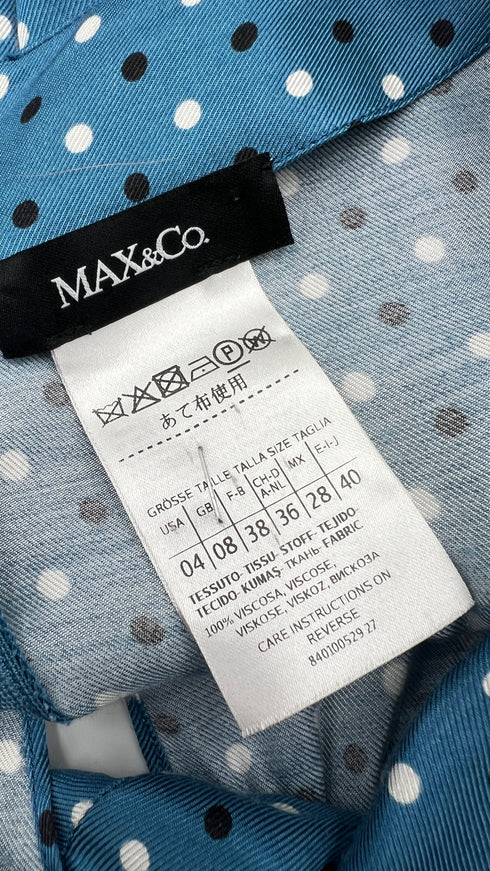 MAX&CO.
あて布使用
GRÖSSE TAILLE TALLA SIZE TAGLIA
USA GB F-B CH-D A-NL MX E-I-J
04 08 38 36 28 40
TESSUTO-TISSU-STOFF-TEJIDO-
TECIDO-KUMAŞ-ТКАНЬ-FABRIC
100% VISCOSA, VISCOSE,
VISKOSE, VISKOZ, ВИСКОЗА
CARE INSTRUCTIONS ON
REVERSE
840100529 27